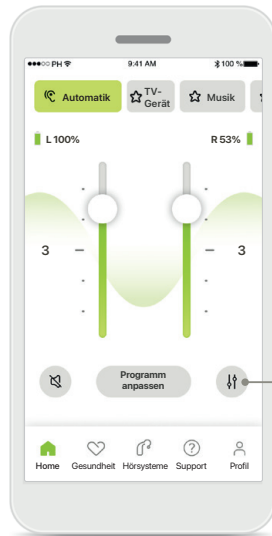 ●●●○○ PH 9:41 AM 100 %
Automatik
TV-
Gerät
Musik
L 100%
R 53%
3
3
Programm
anpassen
Home Gesundheit Hörsysteme Support Profil